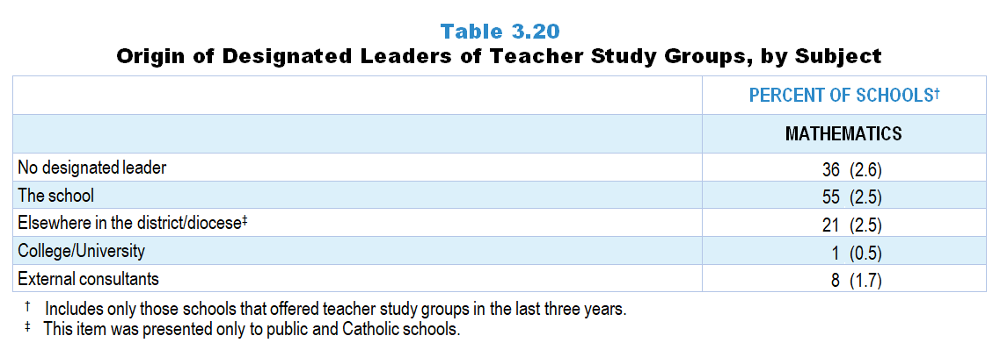 Table 3.20
Origin of Designated Leaders of Teacher Study Groups, by Subject
PERCENT OF SCHOOLS†
MATHEMATICS
No designated leader 36 (2.6)
The school 55 (2.5)
Elsewhere in the district/diocese‡ 21 (2.5)
College/University 1 (0.5)
External consultants 8 (1.7)
† Includes only those schools that offered teacher study groups in the last three years.
‡ This item was presented only to public and Catholic schools.